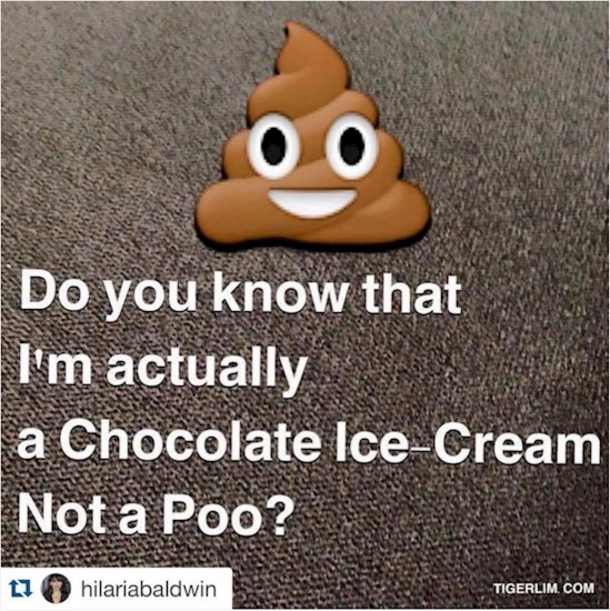 Do you know that
I'm actually
a Chocolate Ice-Cream
Not a Poo?
hilariabaldwin
TIGERLIM. COM